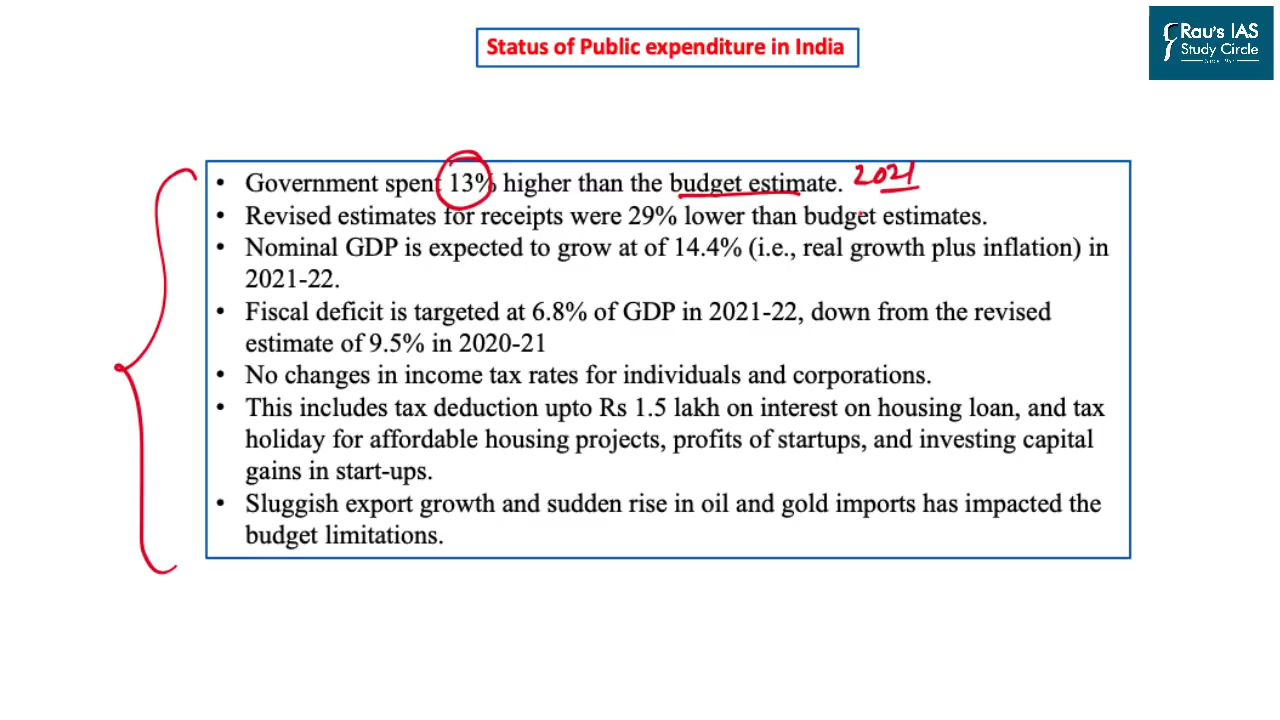 Status of Public expenditure in India
Rau's IAS
Study Circle
• Government spent 13% higher than the budget estimate. 2021
• Revised estimates for receipts were 29% lower than budget estimates.
• Nominal GDP is expected to grow at of 14.4% (i.e., real growth plus inflation) in
2021-22.
• Fiscal deficit is targeted at 6.8% of GDP in 2021-22, down from the revised
estimate of 9.5% in 2020-21
• No changes in income tax rates for individuals and corporations.
• This includes tax deduction upto Rs 1.5 lakh on interest on housing loan, and tax
holiday for affordable housing projects, profits of startups, and investing capital
gains in start-ups.
• Sluggish export growth and sudden rise in oil and gold imports has impacted the
budget limitations.